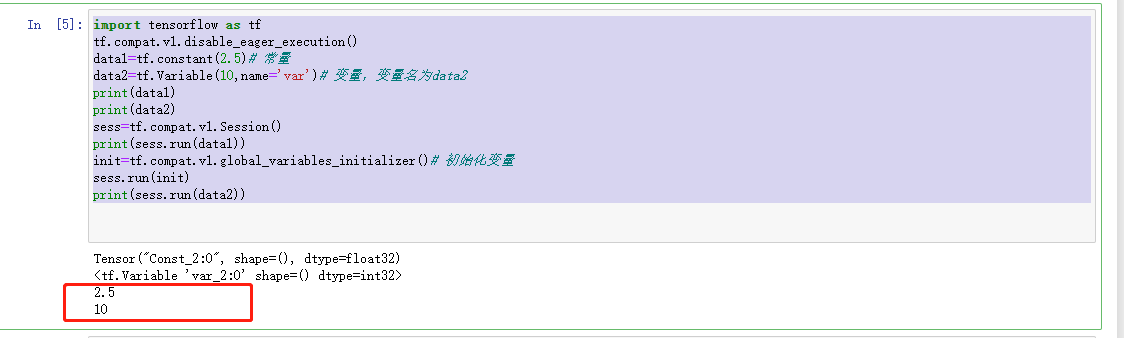 In [5]:
import tensorflow as tf
tf.compat.v1.disable_eager_execution()
data1=tf.constant(2.5)# 常量
data2=tf.Variable(10,name='var')# 变量，变量名为data2
print(data1)
print(data2)
sess=tf.compat.v1.Session()
print(sess.run(data1))
init=tf.compat.v1.global_variables_initializer()# 初始化变量
sess.run(init)
print(sess.run(data2))
Tensor("Const_2:0", shape=(), dtype=float32)
<tf.Variable 'var_2:0' shape=() dtype=int32>
2.5
10